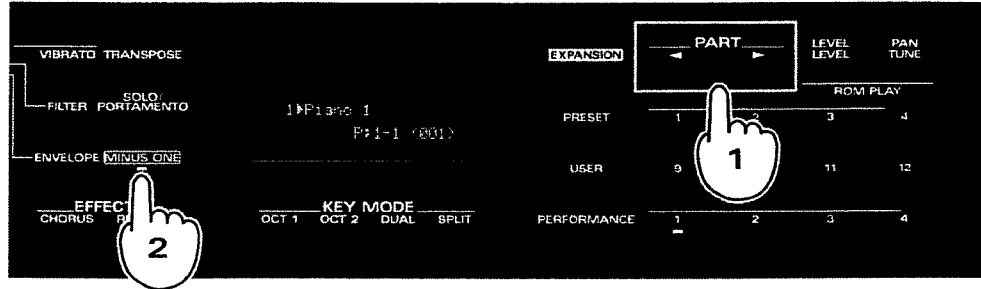 VIBRATO TRANSPOSE
EXPANSION
PART
◄ ►
LEVEL
LEVEL
PAN
TUNE
FILTER
SOLO/
PORTAMENTO
ROM PLAY
1▶Piano 1
P:1-1 (001)
PRESET 1 2 3 4
1
ENVELOPE MINUS ONE
USER 9 11 12
EFFECT
CHORUS
KEY MODE
OCT 1 OCT 2 DUAL SPLIT
PERFORMANCE 1 2 3 4
2